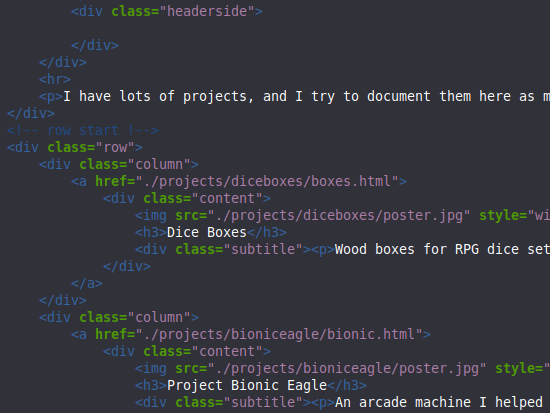 <div class="headerside">
</div>
</div>
<hr>
<p>I have lots of projects, and I try to document them here as m
</div>
<!-- row start !-->
<div class="row">
<div class="column">
<a href="./projects/diceboxes/boxes.html">
<div class="content">
<img src="./projects/diceboxes/poster.jpg" style="wi
<h3>Dice Boxes</h3>
<div class="subtitle"><p>Wood boxes for RPG dice set
</div>
</a>
</div>
<div class="column">
<a href="./projects/bioniceagle/bionic.html">
<div class="content">
<img src="./projects/bioniceagle/poster.jpg" style="
<h3>Project Bionic Eagle</h3>
<div class="subtitle"><p>An arcade machine I helped